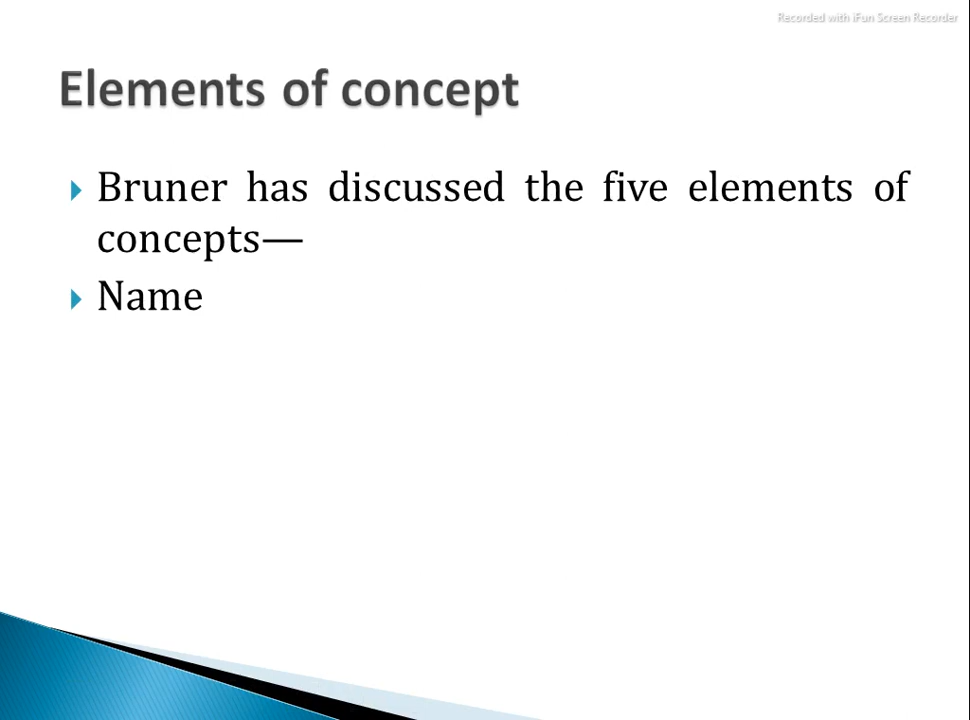 Recorded with iFun Screen Recorder
Elements of concept
Bruner has discussed the five elements of
concepts—
Name